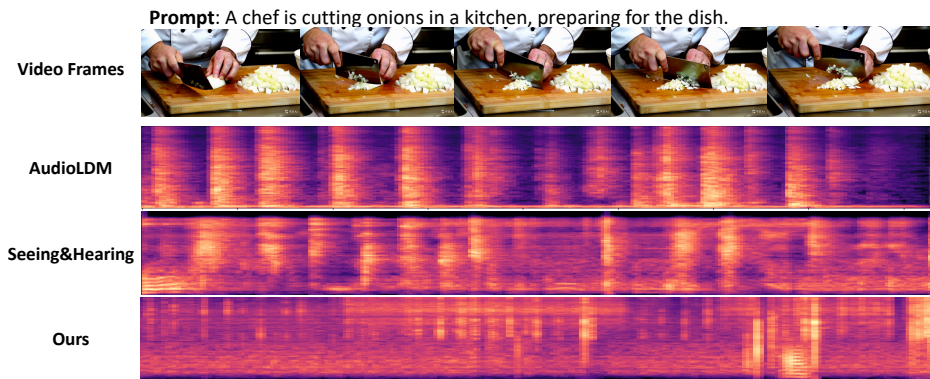 Prompt: A chef is cutting onions in a kitchen, preparing for the dish.
Video Frames
AudioLDM
Seeing&Hearing
Ours